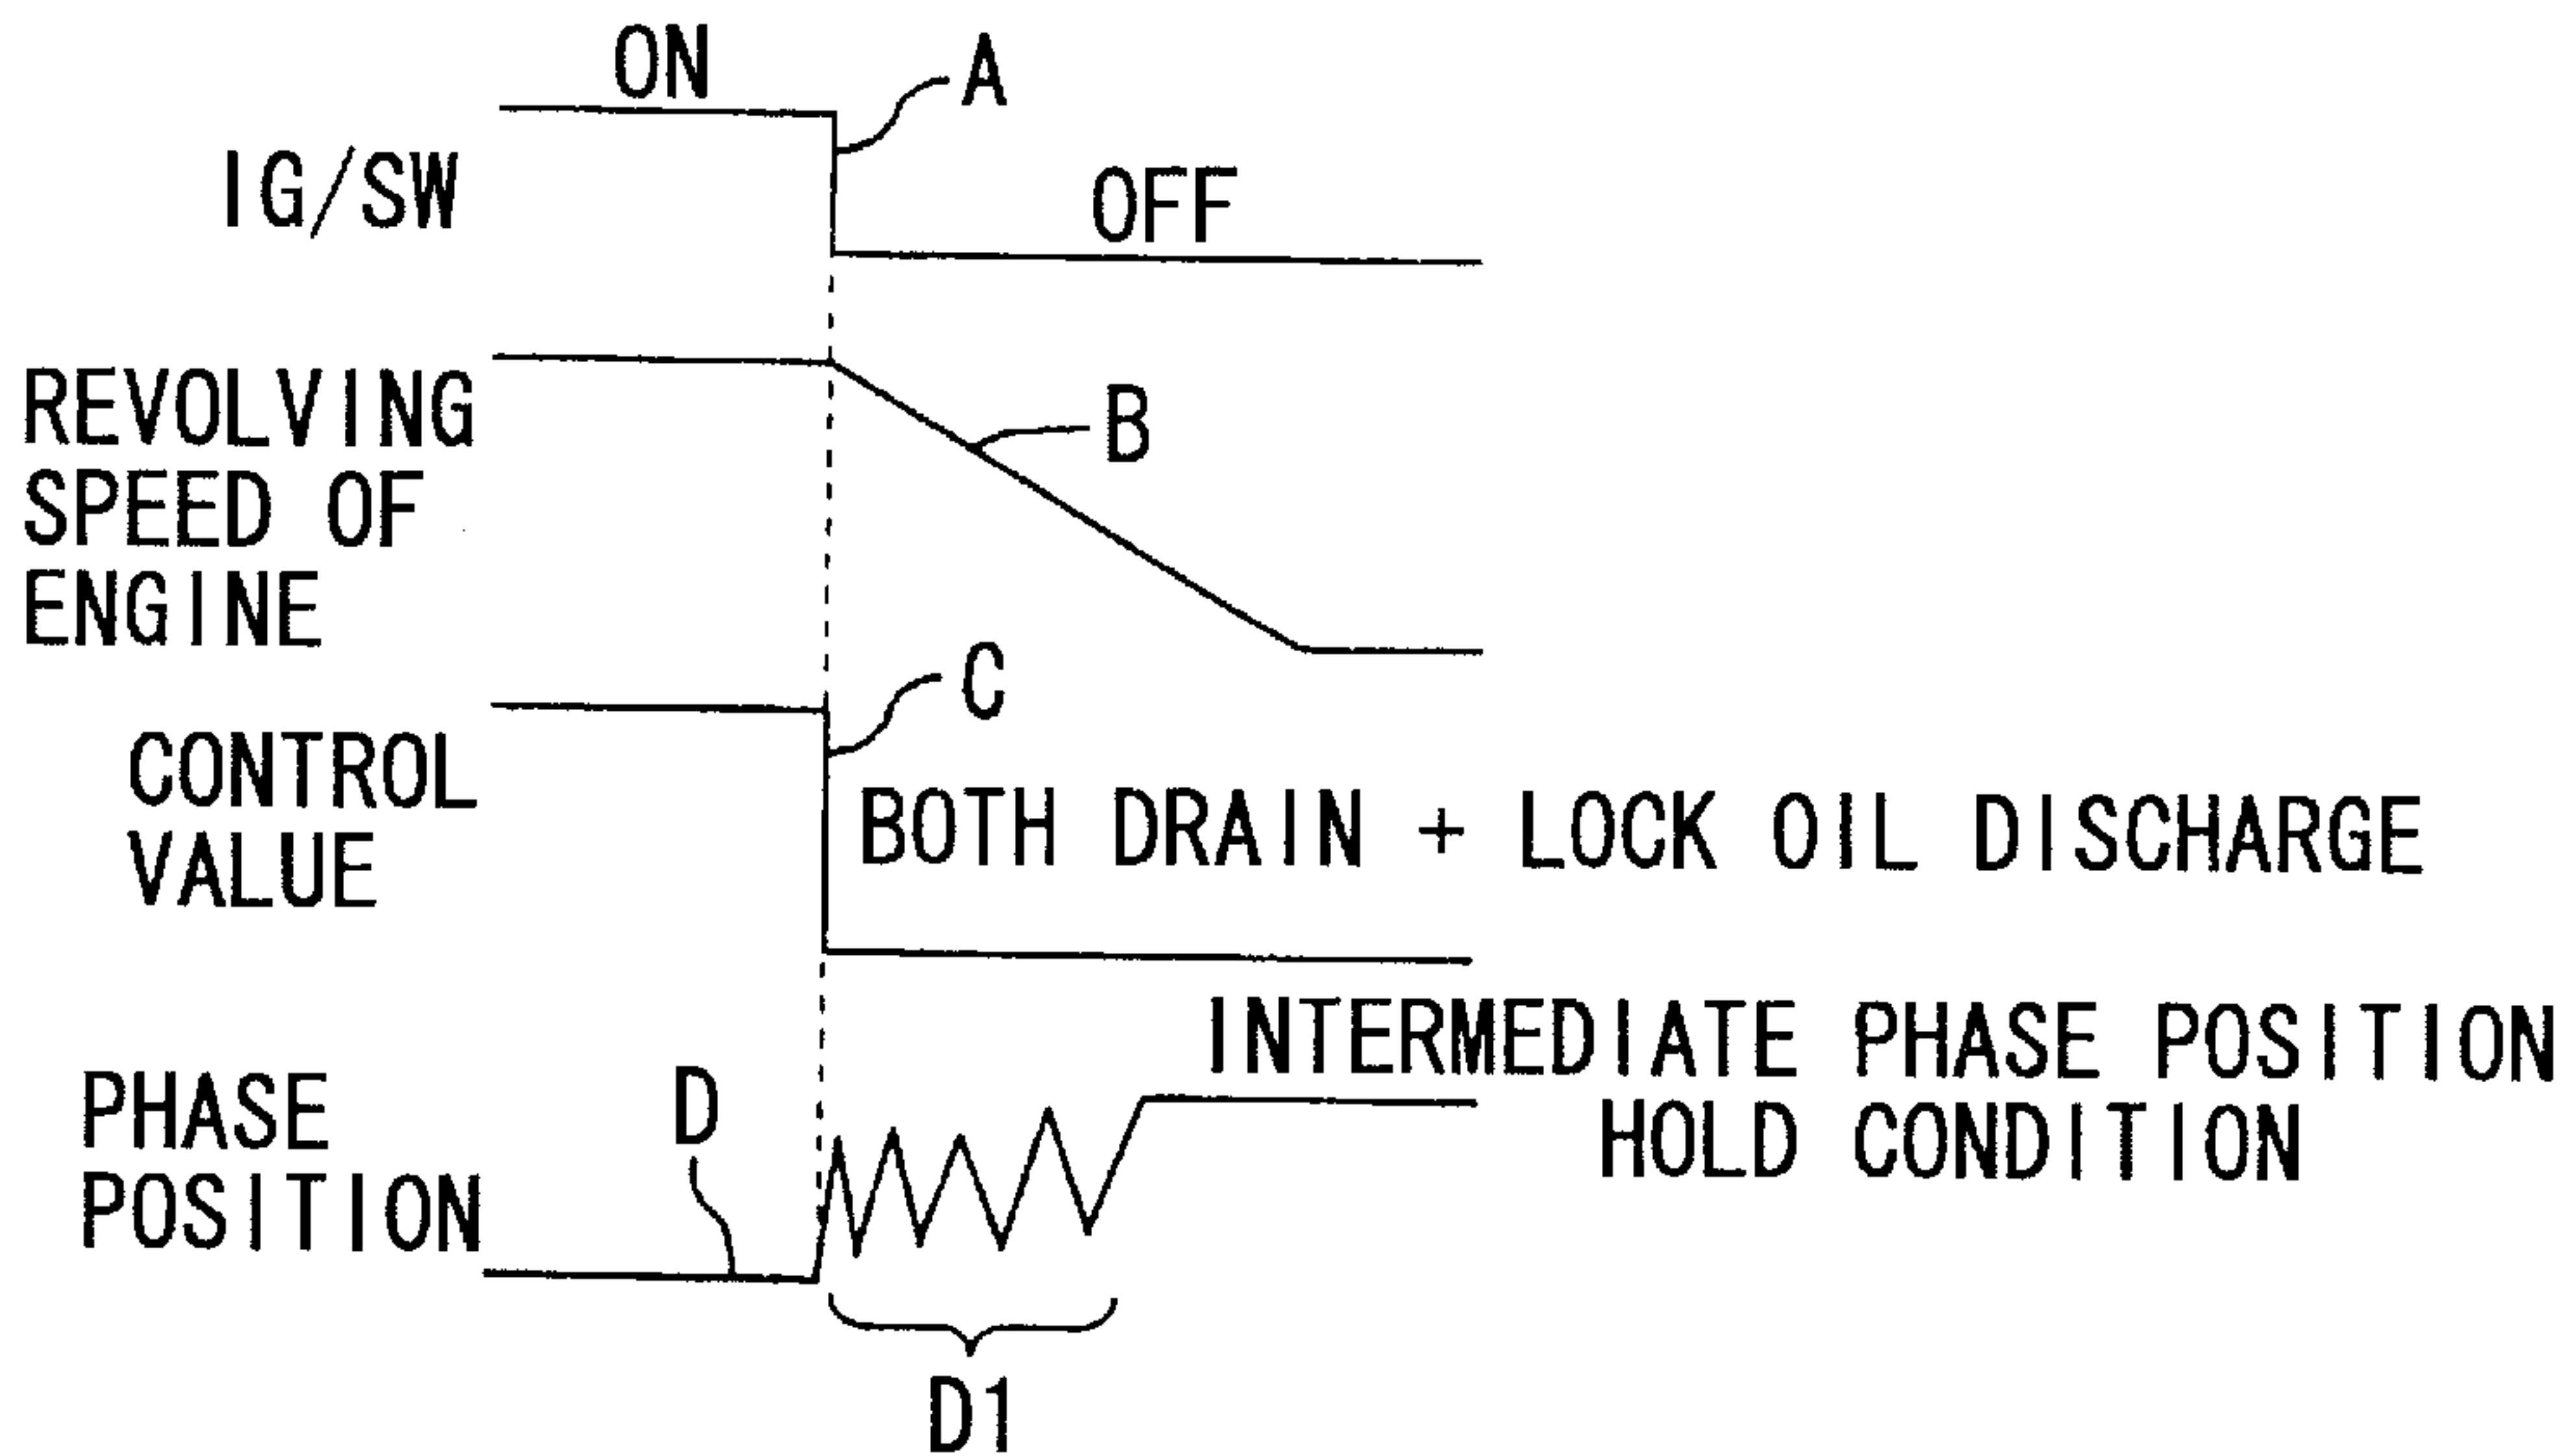 ON
A
IG/SW
OFF
REVOLVING
SPEED OF
ENGINE
B
C
CONTROL
VALUE
BOTH DRAIN + LOCK OIL DISCHARGE
INTERMEDIATE PHASE POSITION
HOLD CONDITION
PHASE
POSITION
D
D1